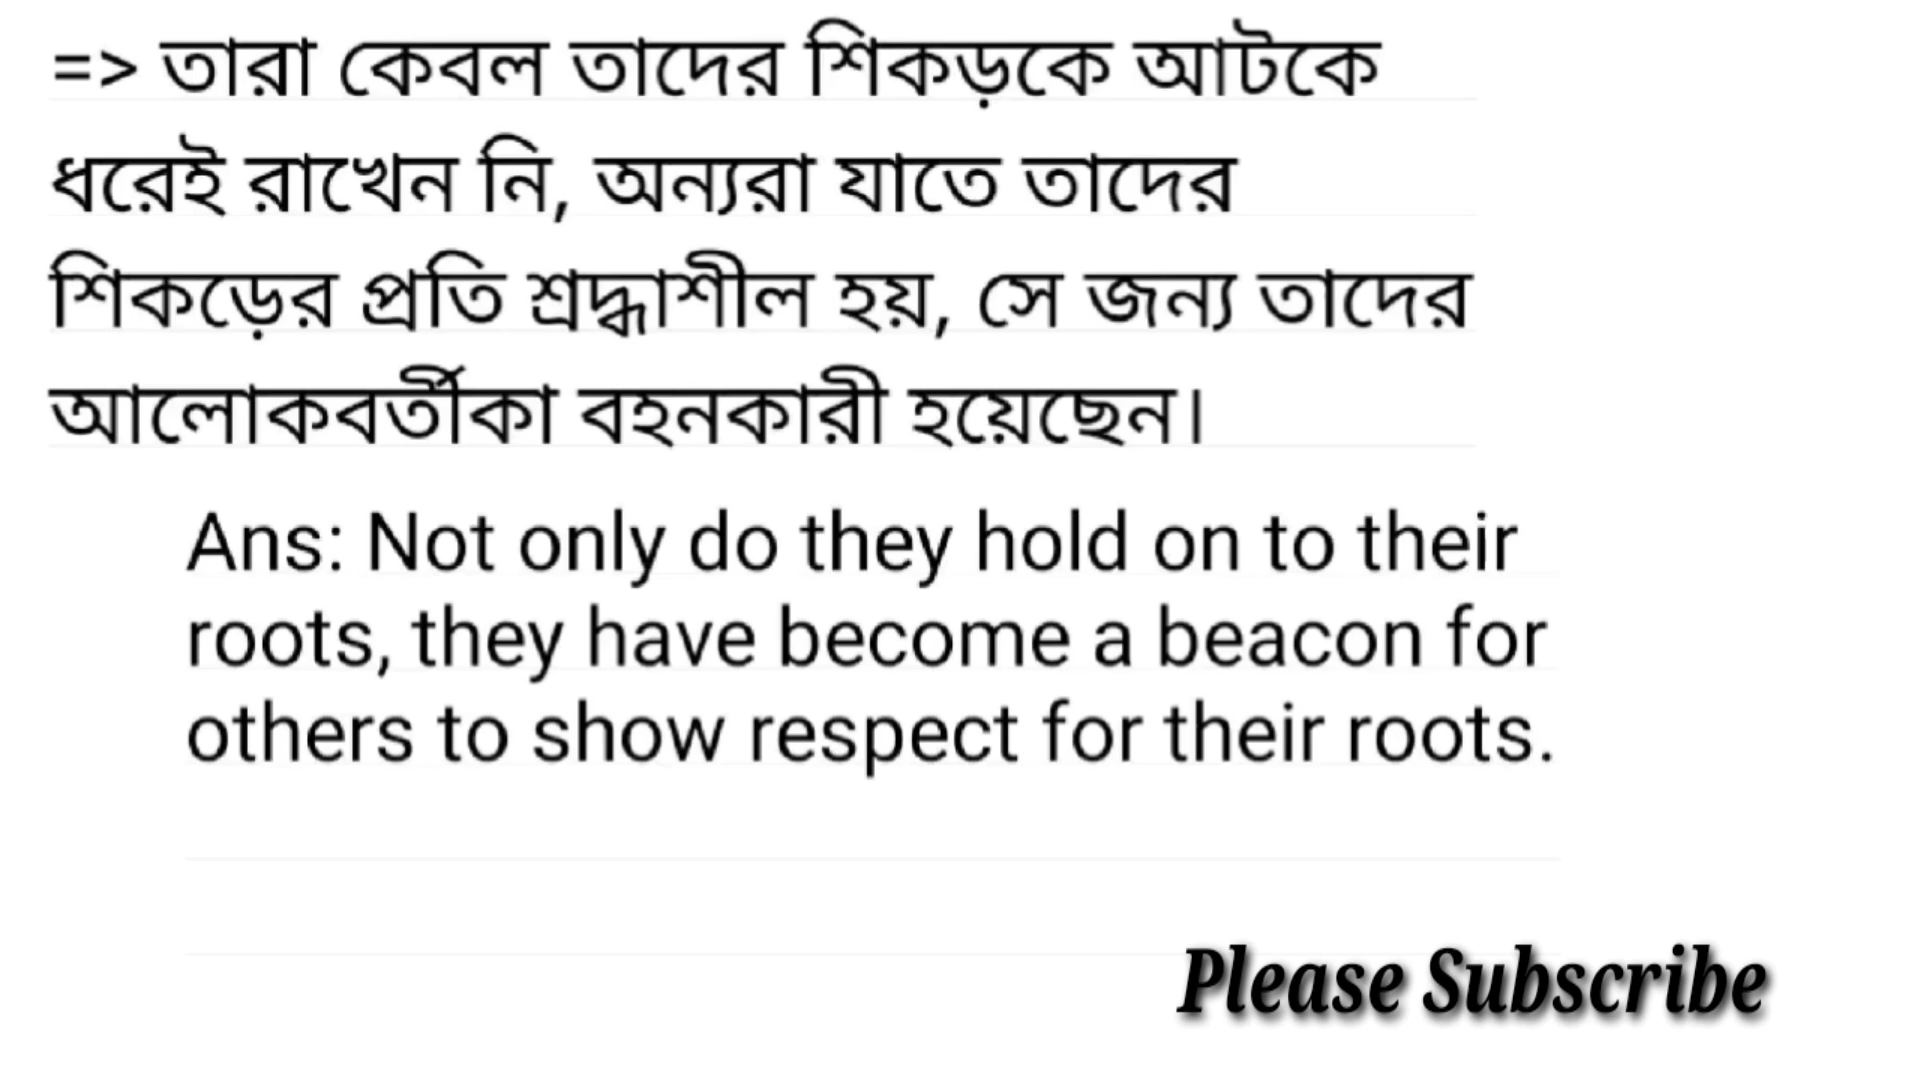 => তারা কেবল তাদের শিকড়কে আটকে
ধরেই রাখেন নি, অন্যরা যাতে তাদের
শিকড়ের প্রতি শ্রদ্ধাশীল হয়, সে জন্য তাদের
আলোকবর্তীকা বহনকারী হয়েছেন।
Ans: Not only do they hold on to their
roots, they have become a beacon for
others to show respect for their roots.
Please Subscribe